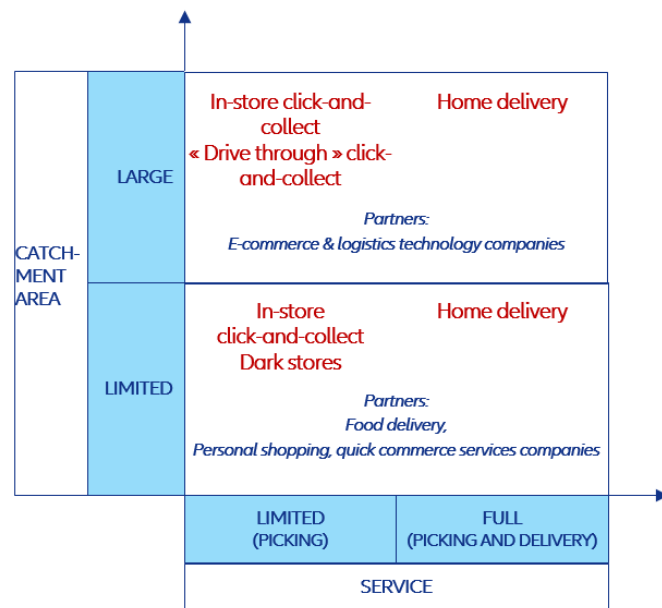 In-store click-and-
collect
« Drive through » click-
and-collect
Home delivery
LARGE
Partners:
E-commerce & logistics technology companies
CATCH-
MENT
AREA
In-store
click-and-collect
Dark stores
Home delivery
LIMITED
Partners:
Food delivery,
Personal shopping, quick commerce services companies
LIMITED
(PICKING)
FULL
(PICKING AND DELIVERY)
SERVICE